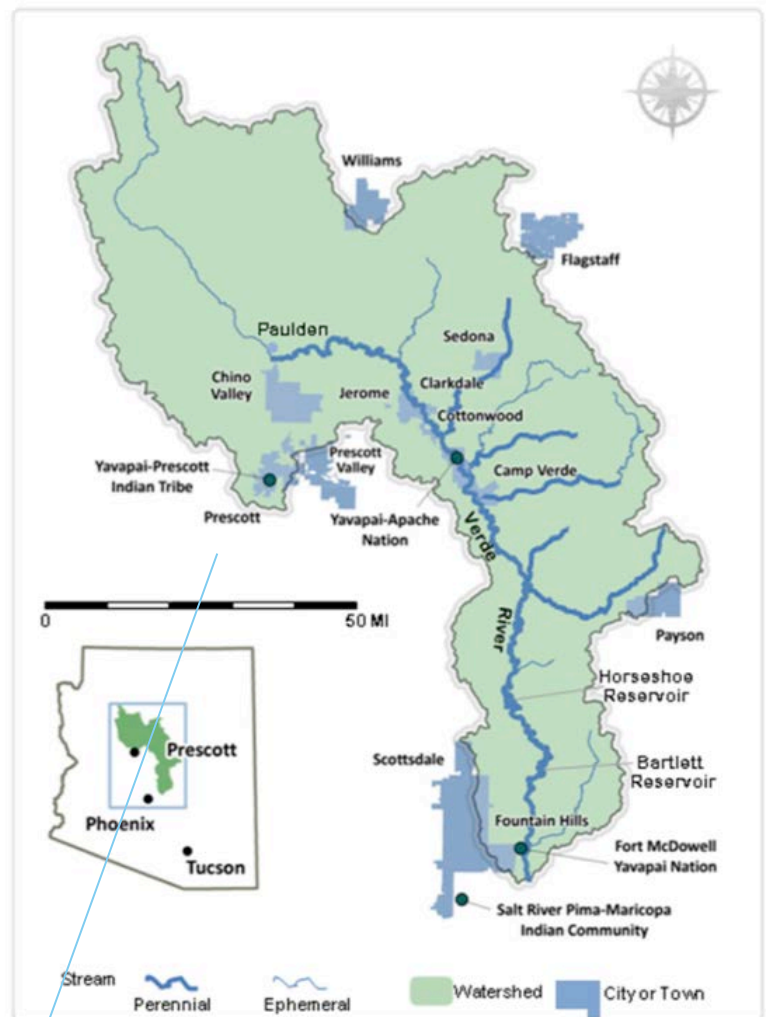 Williams
Flagstaff
Paulden
Sedona
Chino
Valley
Jerome
Clarkdale
Cottonwood
Prescott
Valley
Yavapai-Prescott
Indian Tribe
Camp Verde
Prescott
Yavapai-Apache
Nation
Verde
River
0
50 MI
Payson
Horseshoe
Reservoir
Scottsdale
Bartlett
Reservoir
Prescott
Phoenix
Tucson
Fountain Hills
Fort McDowell
Yavapai Nation
Salt River Pima-Maricopa
Indian Community
Stream
Perennial
Ephemeral
Watershed
City or Town